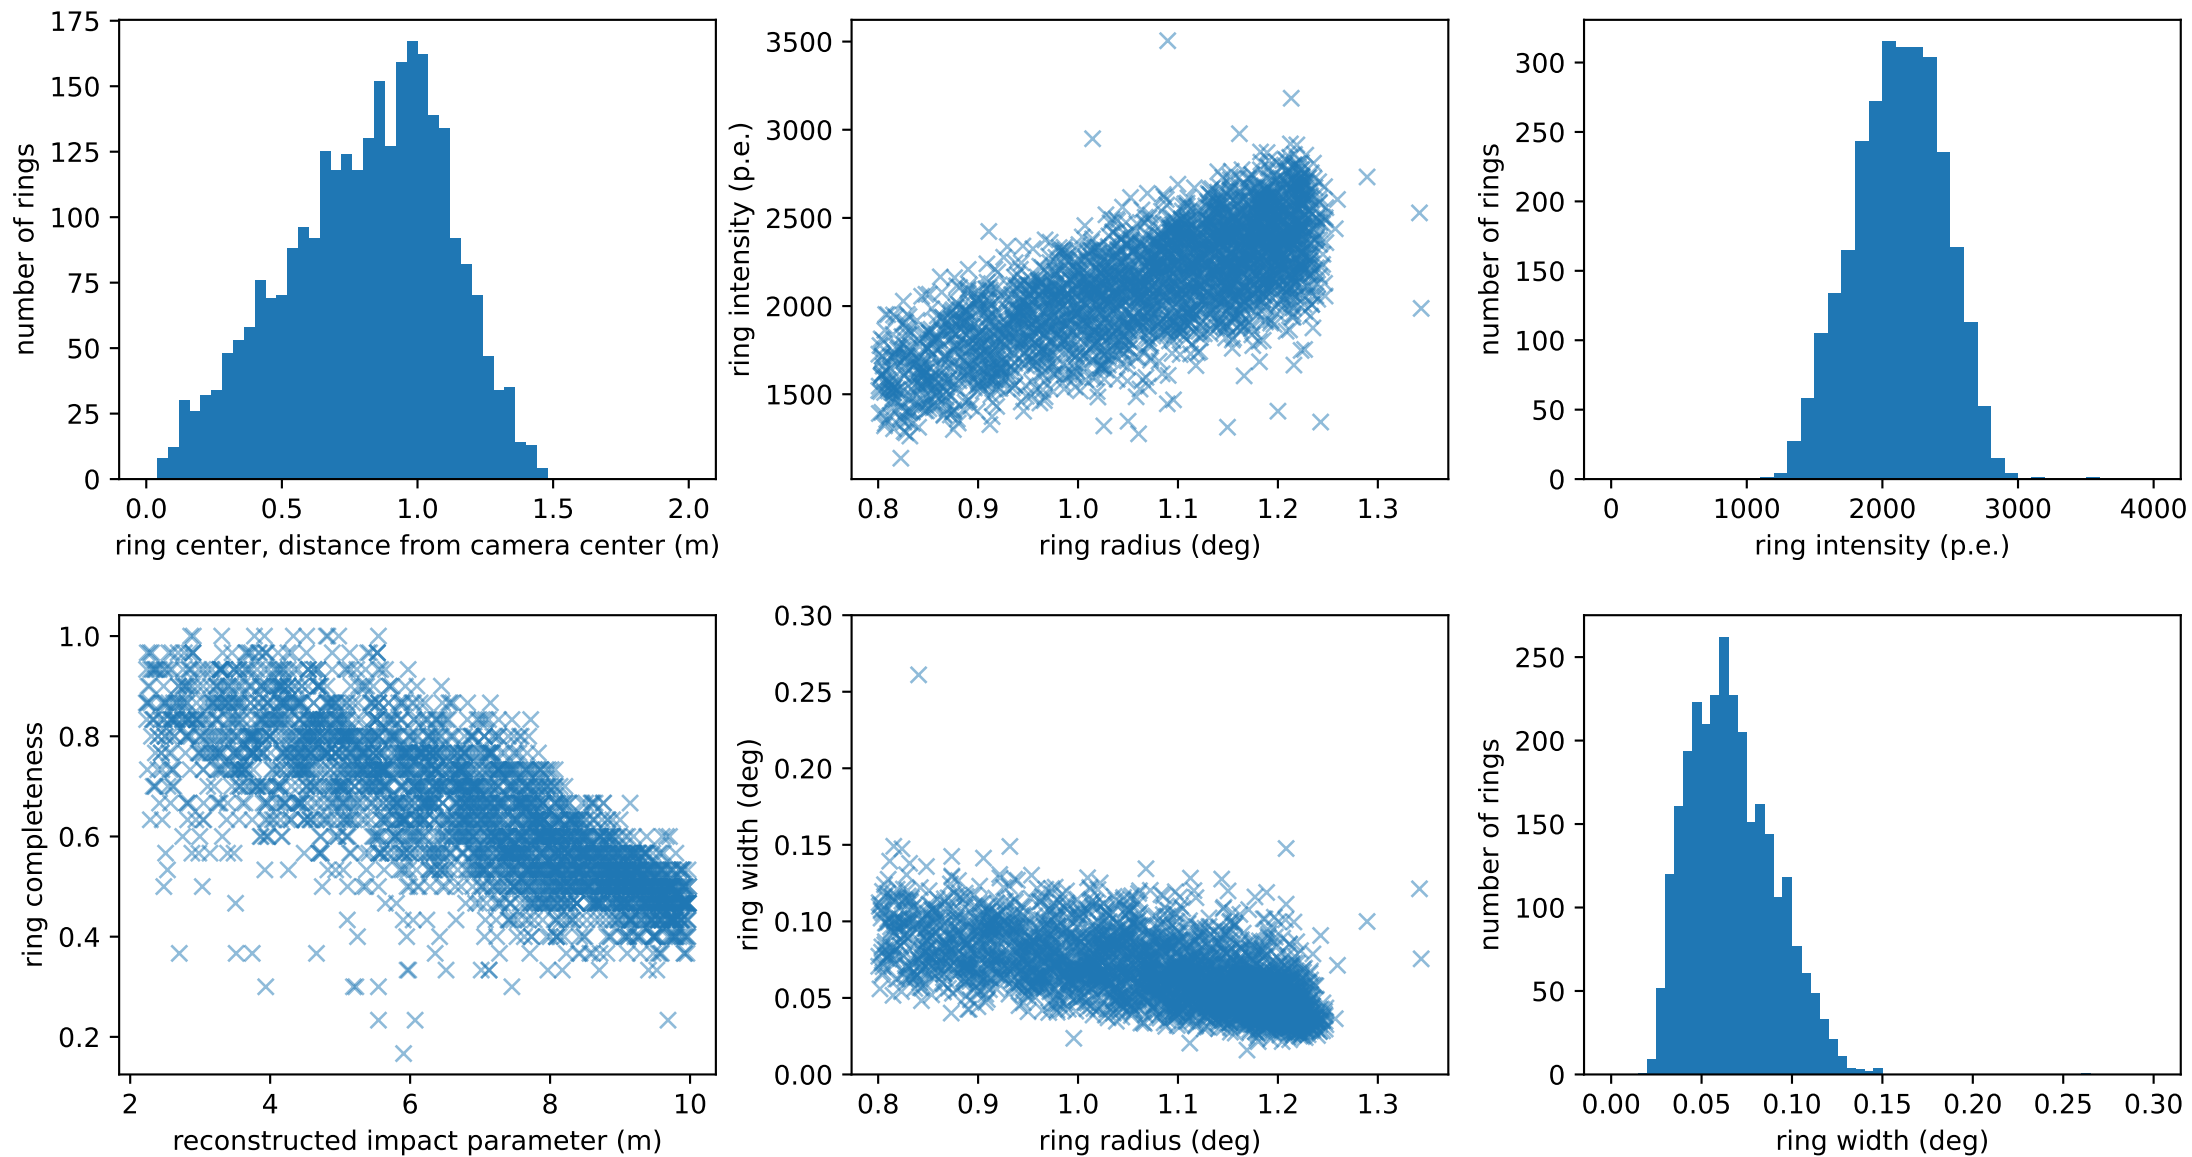 175
150
125
100
75
50
25
0
number of rings
0.0 0.5 1.0 1.5 2.0
ring center, distance from camera center (m)
3500
3000
2500
2000
1500
ring intensity (p.e.)
0.8 0.9 1.0 1.1 1.2 1.3
ring radius (deg)
300
250
200
150
100
50
0
number of rings
0 1000 2000 3000 4000
ring intensity (p.e.)
1.0
0.8
0.6
0.4
0.2
ring completeness
2 4 6 8 10
reconstructed impact parameter (m)
0.30
0.25
0.20
0.15
0.10
0.05
0.00
ring width (deg)
0.8 0.9 1.0 1.1 1.2 1.3
ring radius (deg)
250
200
150
100
50
0
number of rings
0.00 0.05 0.10 0.15 0.20 0.25 0.30
ring width (deg)